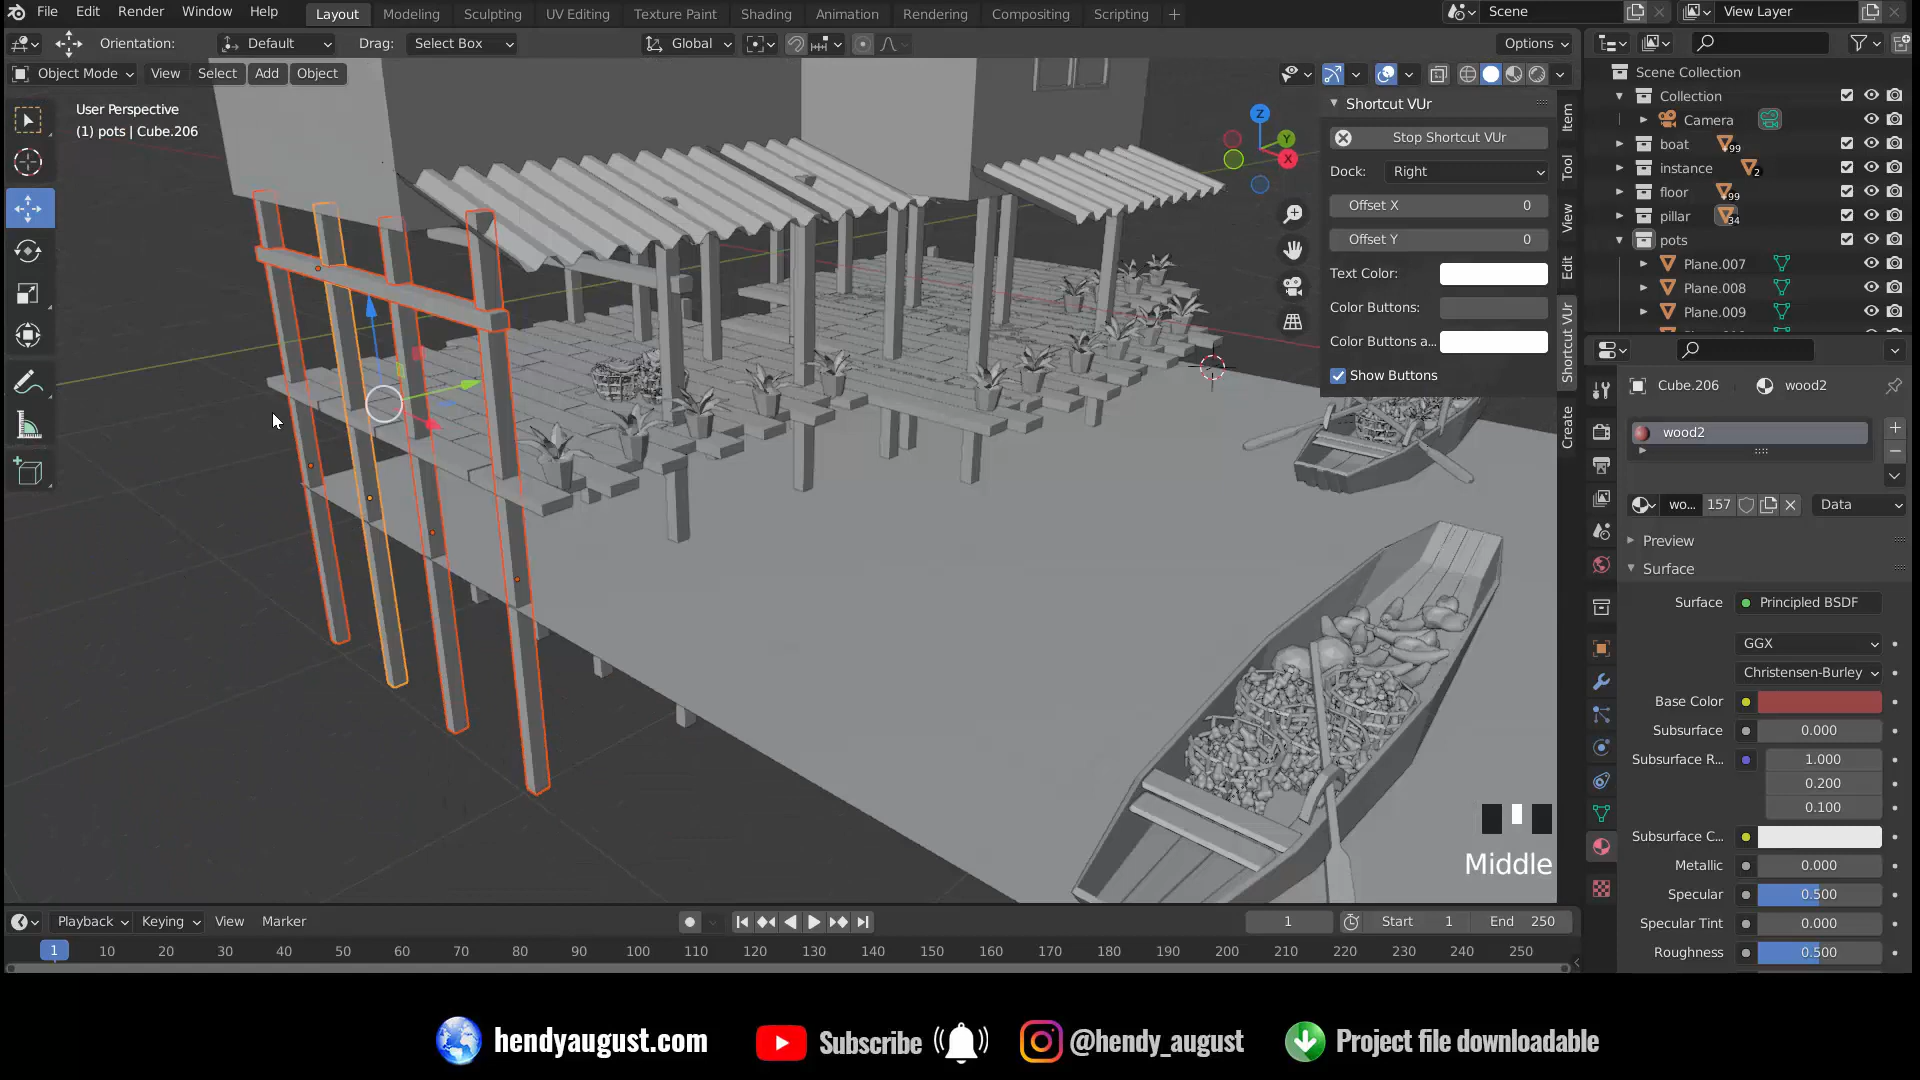 File Edit Render Window Help Layout Modeling Sculpting UV Editing Texture Paint Shading Animation Rendering Compositing Scripting + Scene View Layer
Orientation: Default Drag: Select Box Global Options
Object Mode View Select Add Object
User Perspective
(1) pots | Cube.206
Z
Y
X
Shortcut VUr
Stop Shortcut VUr
Dock: Right
Offset X 0
Offset Y 0
Text Color:
Color Buttons:
Color Buttons a...
Show Buttons
Item
Tool
View
Edit
Shortcut VUr
Create
Scene Collection
Collection
Camera
boat 99
instance 2
floor 99
pillar 34
pots
Plane.007
Plane.008
Plane.009
Cube.206 wood2
wood2
wo... 157 Data
Preview
Surface
Surface Principled BSDF
GGX
Christensen-Burley
Base Color
Subsurface 0.000
Subsurface R... 1.000
0.200
0.100
Subsurface C...
Metallic 0.000
Specular 0.500
Specular Tint 0.000
Roughness 0.500
Middle
Playback Keying View Marker 1 Start 1 End 250
1 10 20 30 40 50 60 70 80 90 100 110 120 130 140 150 160 170 180 190 200 210 220 230 240 250
hendyaugust.com Subscribe @hendy_august Project file downloadable